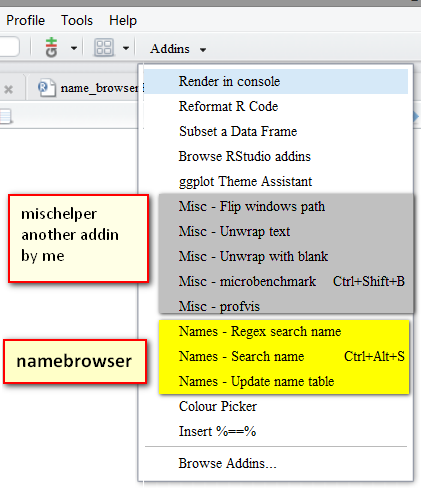 Profile Tools Help
Addins
name_browser
Render in console
Reformat R Code
Subset a Data Frame
Browse RStudio addins
ggplot Theme Assistant
mischelper
another addin
by me
Misc - Flip windows path
Misc - Unwrap text
Misc - Unwrap with blank
Misc - microbenchmark Ctrl+Shift+B
Misc - profvis
namebrowser
Names - Regex search name
Names - Search name Ctrl+Alt+S
Names - Update name table
Colour Picker
Insert %==%
Browse Addins...